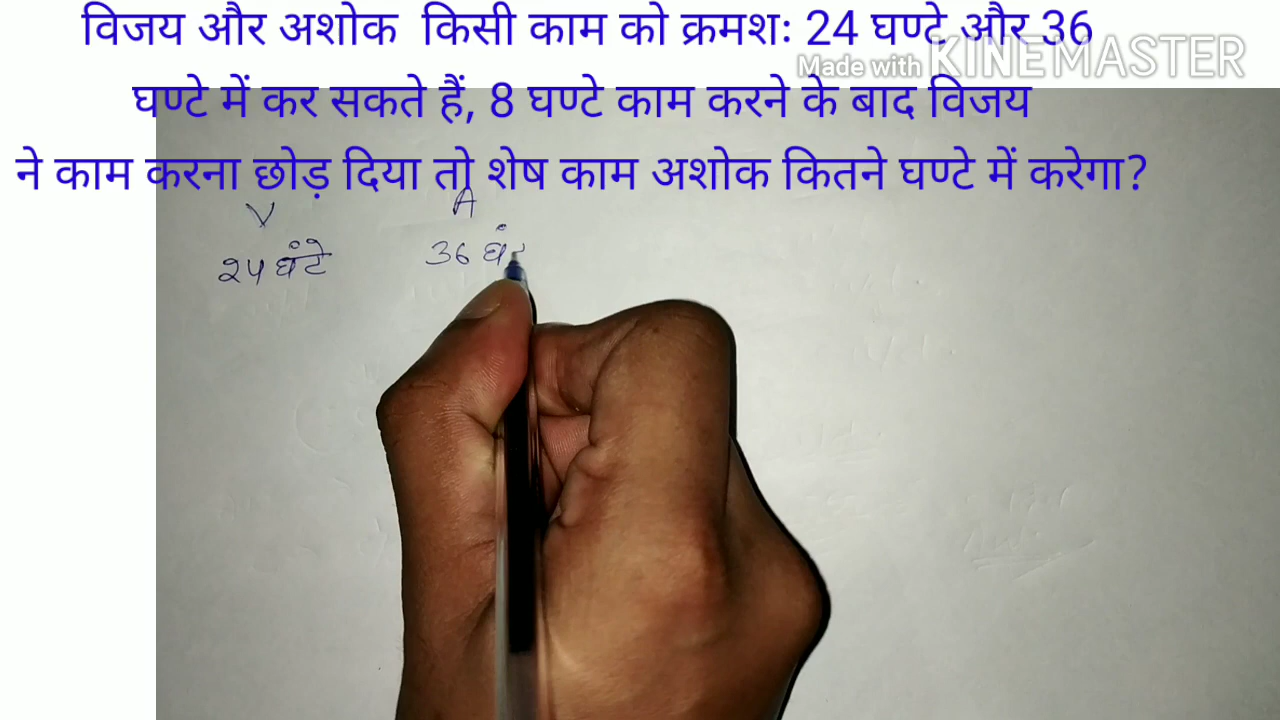 विजय और अशोक किसी काम को क्रमशः 24 घण्टे और 36
Made with KINEMASTER
घण्टे में कर सकते हैं, 8 घण्टे काम करने के बाद विजय
ने काम करना छोड़ दिया तो शेष काम अशोक कितने घण्टे में करेगा?
V A
24 घंटे 36 घं